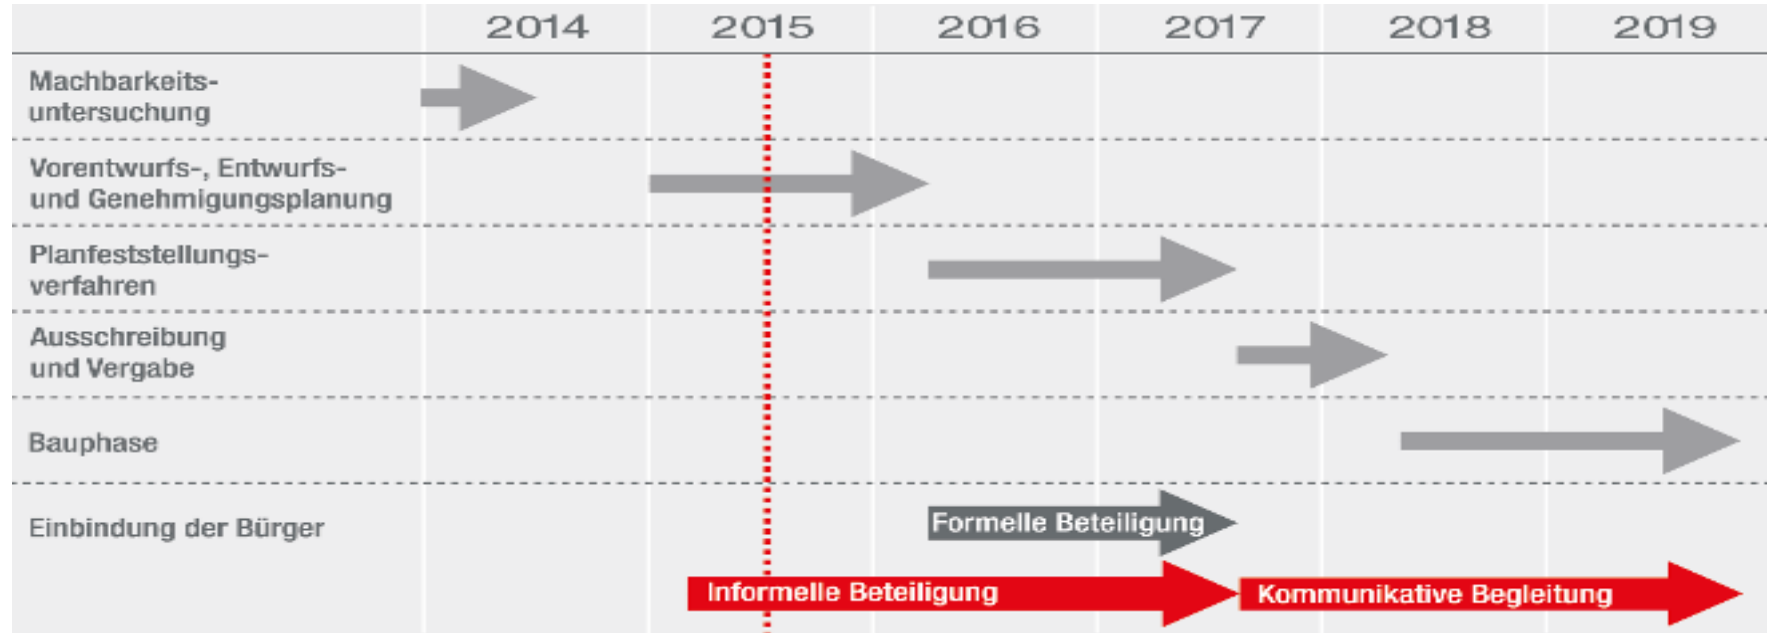 2014 2015 2016 2017 2018 2019
Machbarkeits-
untersuchung
Vorentwurfs-, Entwurfs-
und Genehmigungsplanung
Planfeststellungs-
verfahren
Ausschreibung
und Vergabe
Bauphase
Einbindung der Bürger
Formelle Beteiligung
Informelle Beteiligung
Kommunikative Begleitung